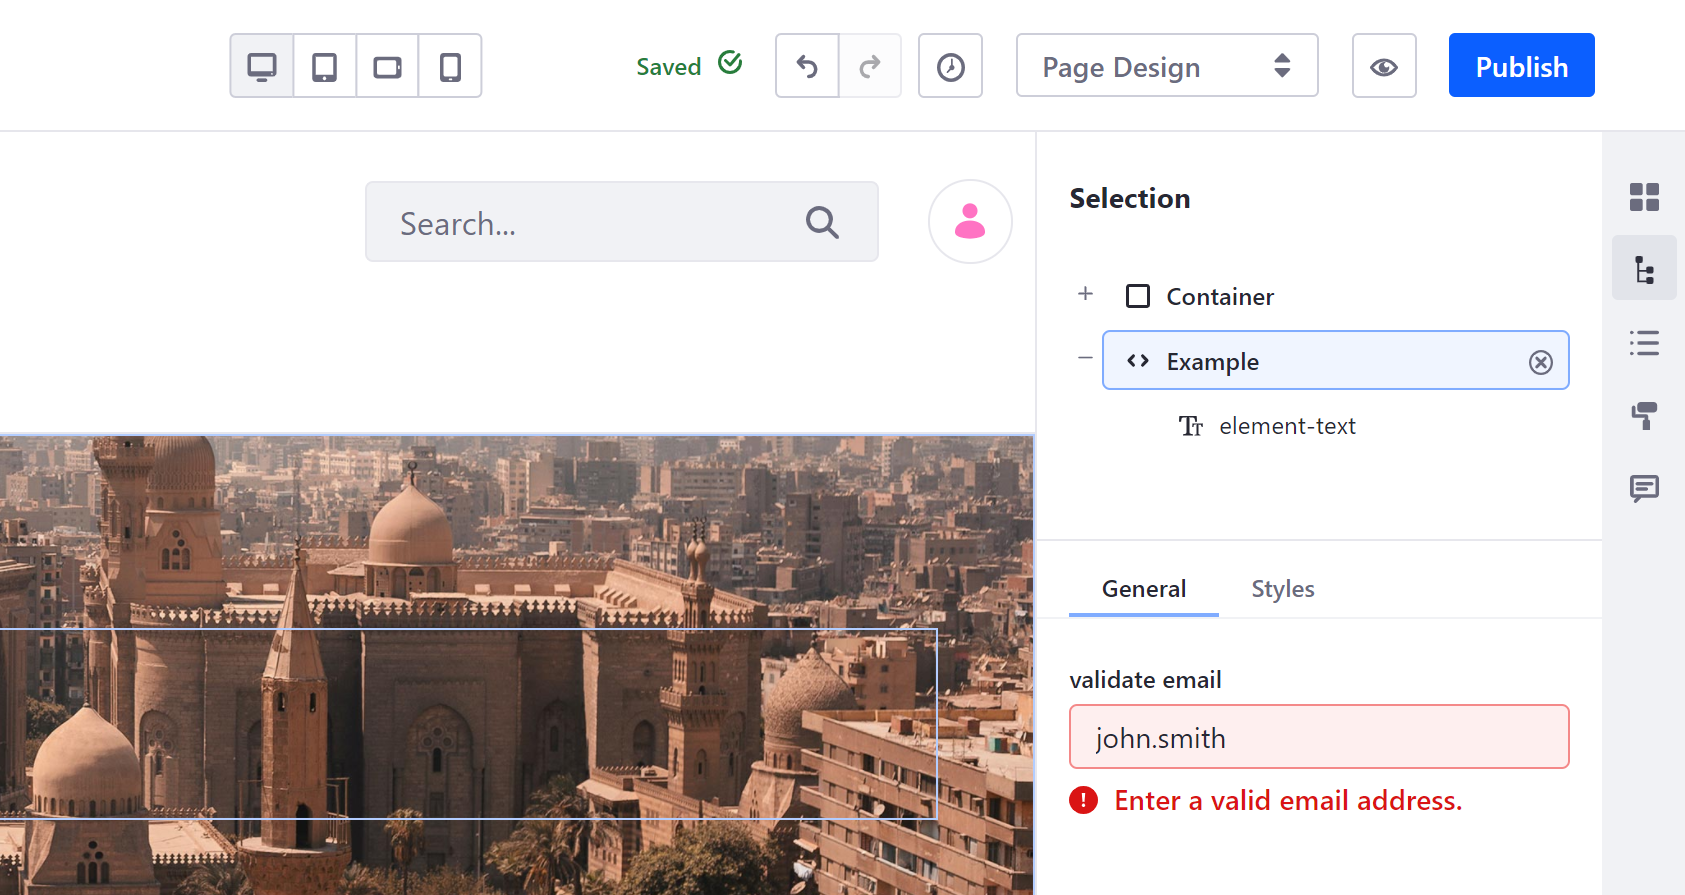 Saved
Page Design
Publish
Search...
Selection
Container
Example
element-text
General
Styles
validate email
john.smith
Enter a valid email address.